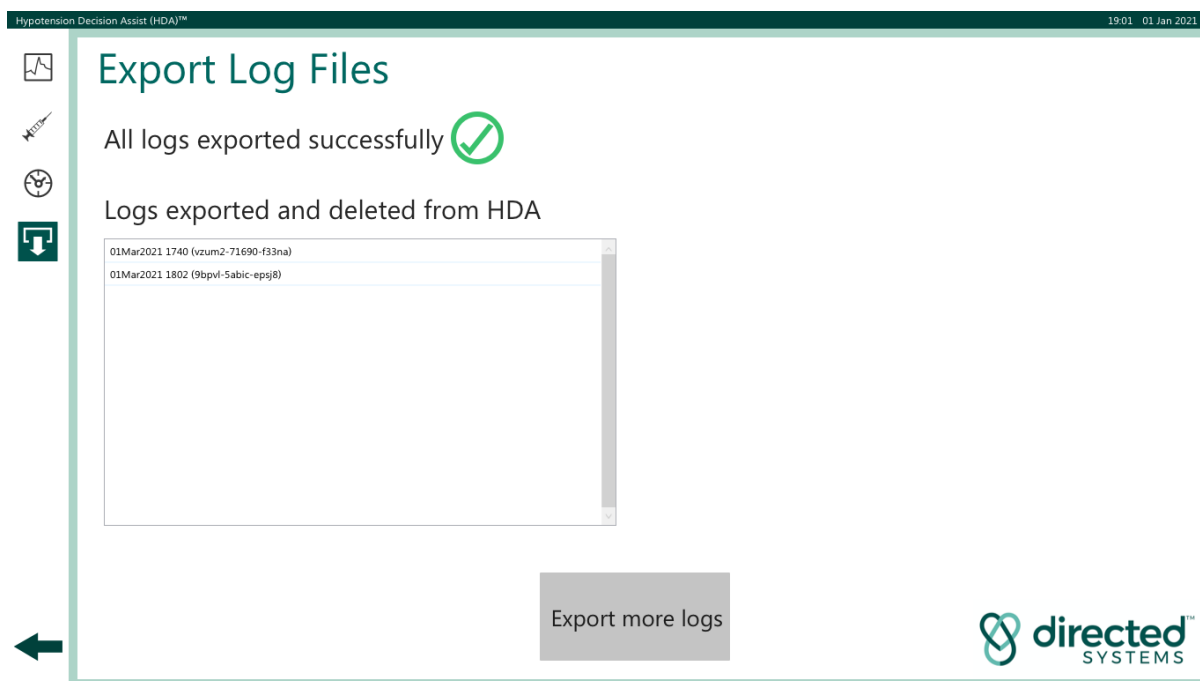 Hypotension Decision Assist (HDA)™ 19:01 01 Jan 2021
Export Log Files
All logs exported successfully
Logs exported and deleted from HDA
01Mar2021 1740 (vzum2-71690-f33na)
01Mar2021 1802 (9bpvl-5abic-epsj8)
Export more logs
directed™
SYSTEMS